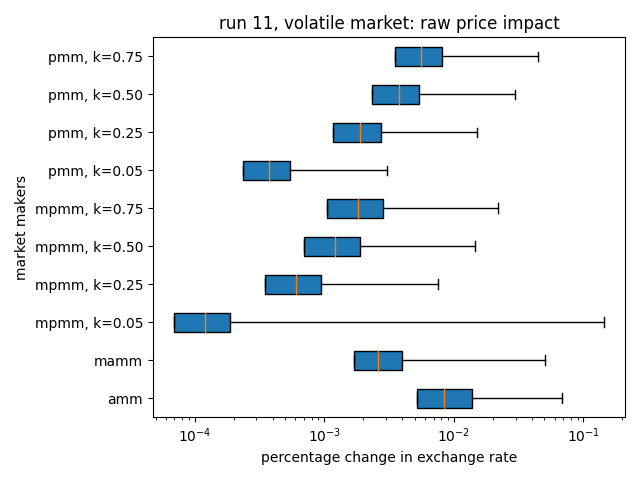 run 11, volatile market: raw price impact
pmm, k=0.75
pmm, k=0.50
pmm, k=0.25
pmm, k=0.05
mpmm, k=0.75
mpmm, k=0.50
mpmm, k=0.25
mpmm, k=0.05
mamm
amm
market makers
10⁻⁴ 10⁻³ 10⁻² 10⁻¹
percentage change in exchange rate